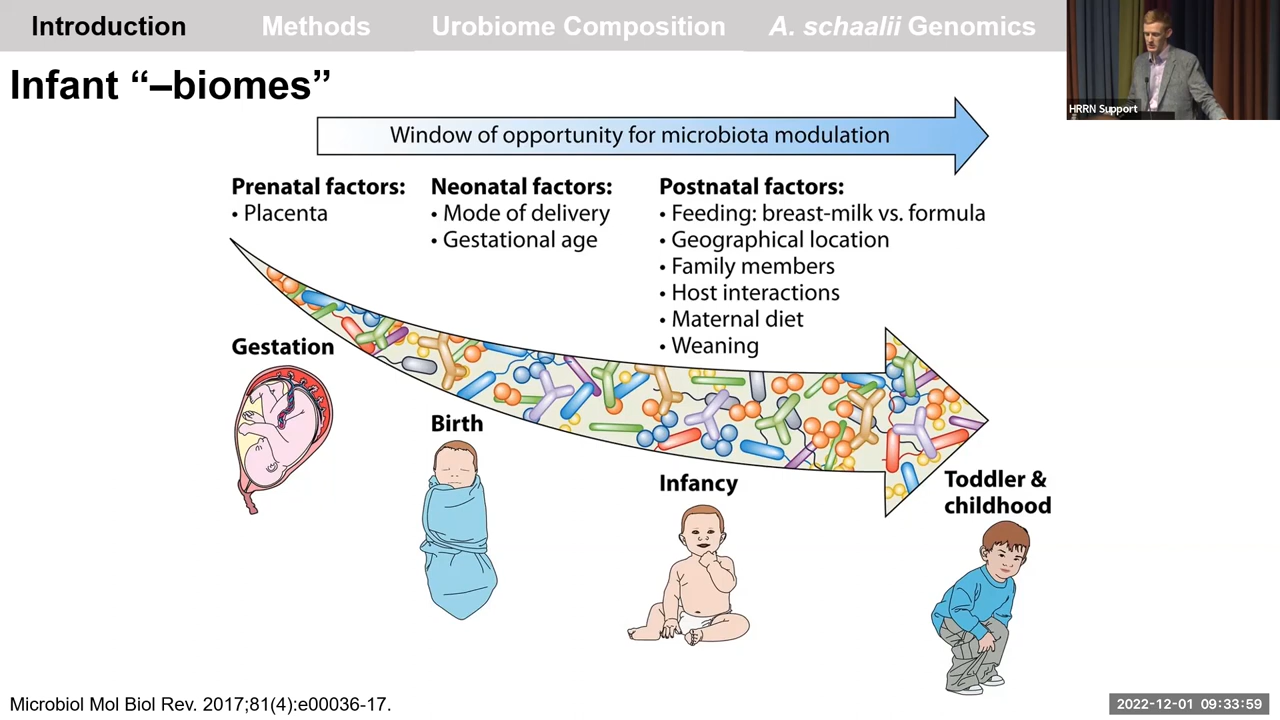 Introduction Methods Urobiome Composition A. schaalii Genomics
HRRN Support
Infant “–biomes”
Window of opportunity for microbiota modulation
Prenatal factors:
• Placenta
Neonatal factors:
• Mode of delivery
• Gestational age
Postnatal factors:
• Feeding: breast-milk vs. formula
• Geographical location
• Family members
• Host interactions
• Maternal diet
• Weaning
Gestation
Birth
Infancy
Toddler &
childhood
Microbiol Mol Biol Rev. 2017;81(4):e00036-17.
2022-12-01 09:33:59